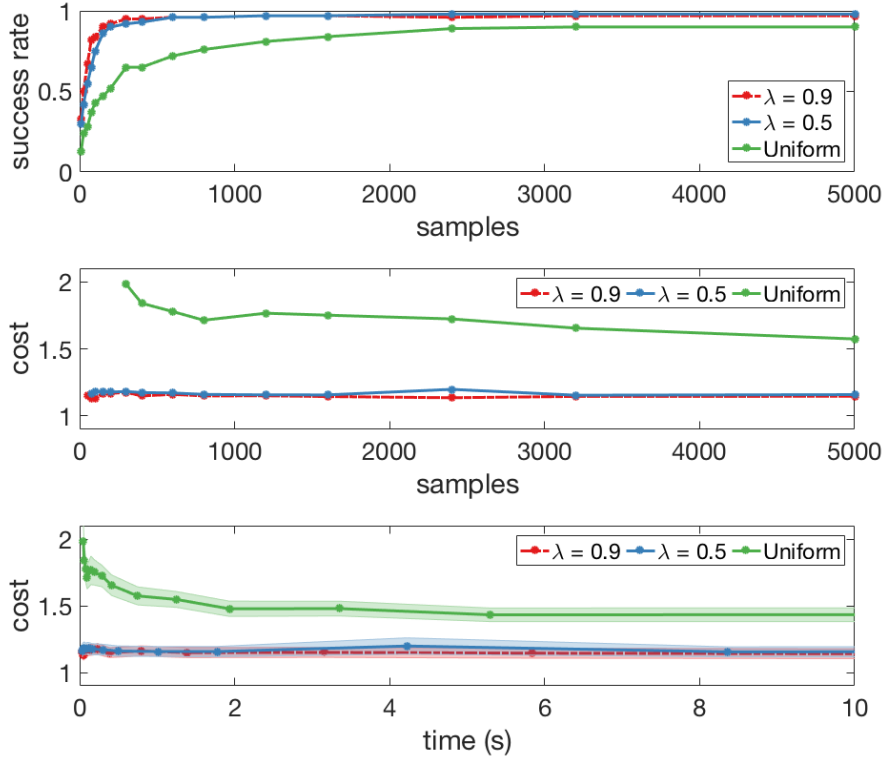 1
0.5
0
success rate
λ = 0.9
λ = 0.5
Uniform
0 1000 2000 3000 4000 5000
samples
2
1.5
1
cost
λ = 0.9 λ = 0.5 Uniform
0 1000 2000 3000 4000 5000
samples
2
1.5
1
cost
λ = 0.9 λ = 0.5 Uniform
0 2 4 6 8 10
time (s)